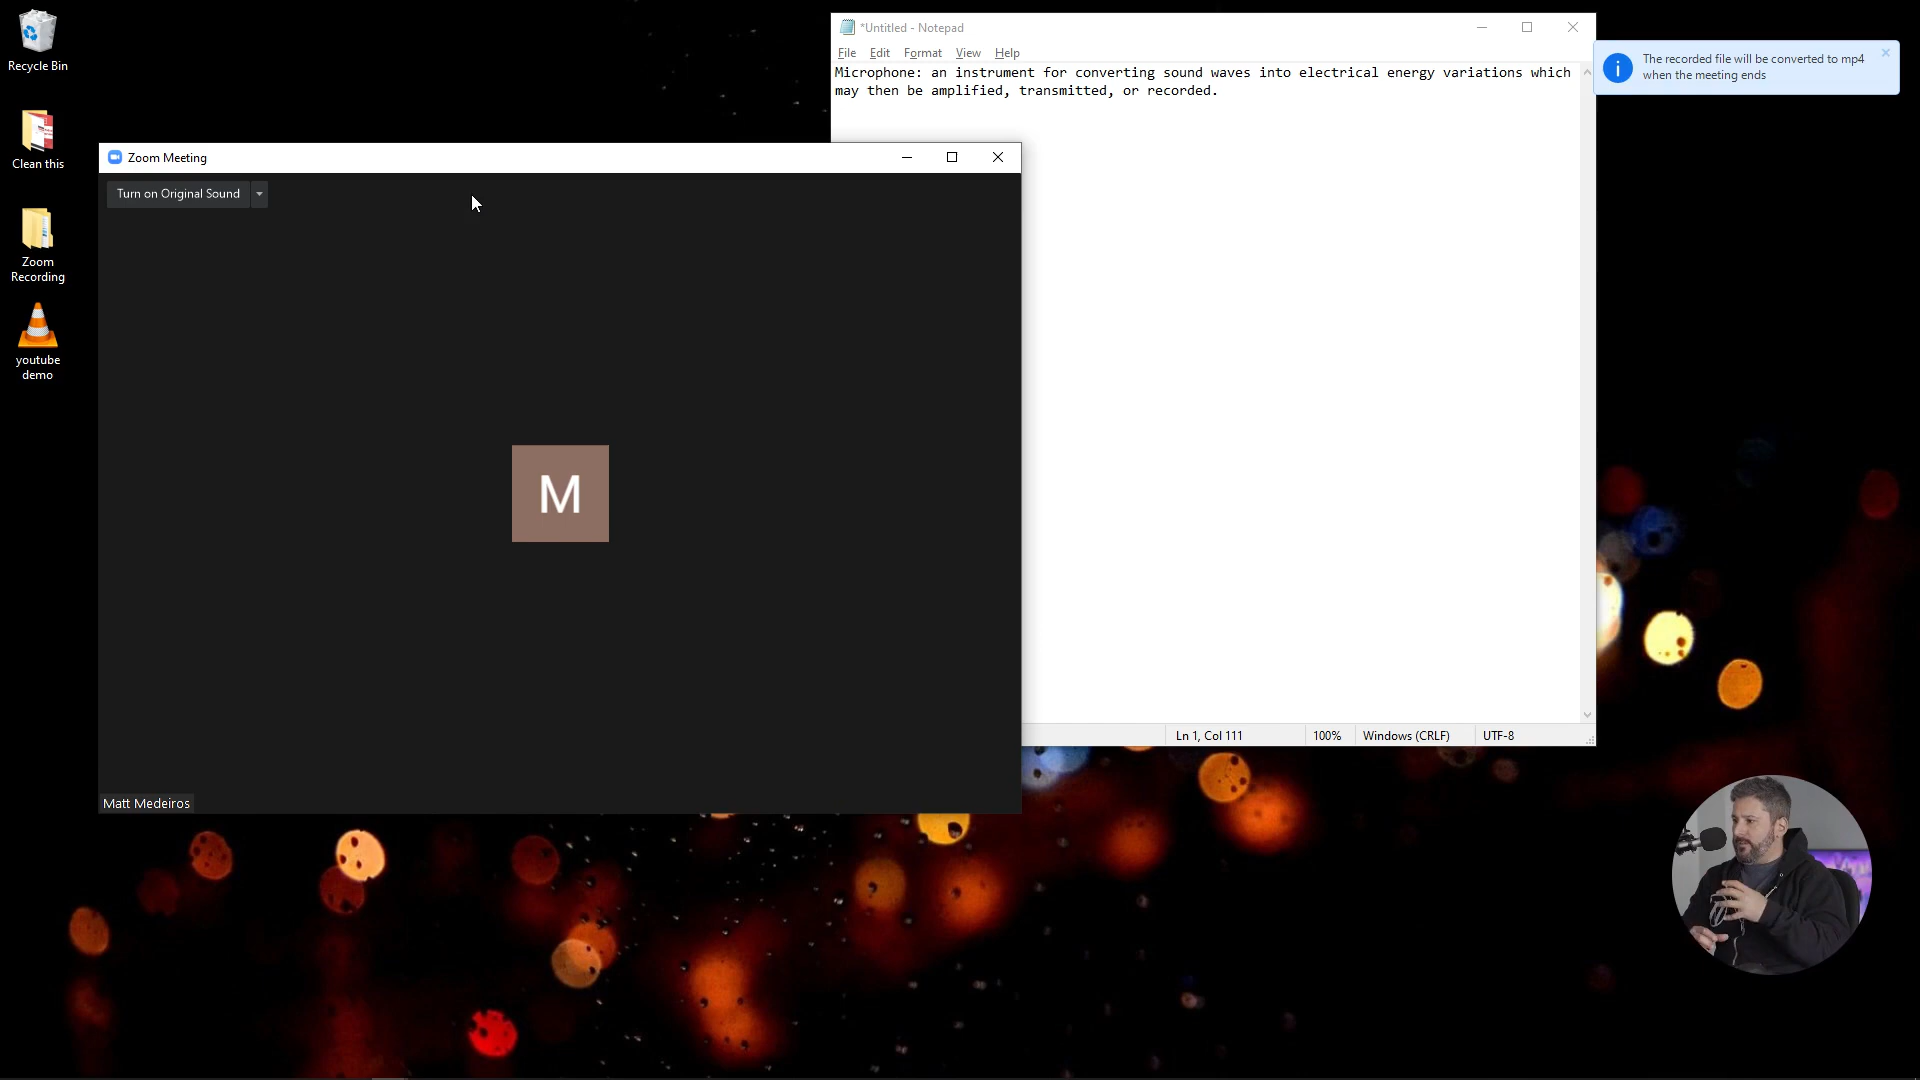 Recycle Bin
Clean this
Zoom
Recording
youtube
demo
*Untitled - Notepad
File Edit Format View Help
Microphone: an instrument for converting sound waves into electrical energy variations which
may then be amplified, transmitted, or recorded.
Ln 1, Col 111
100%
Windows (CRLF)
UTF-8
The recorded file will be converted to mp4
when the meeting ends
Zoom Meeting
Turn on Original Sound
M
Matt Medeiros